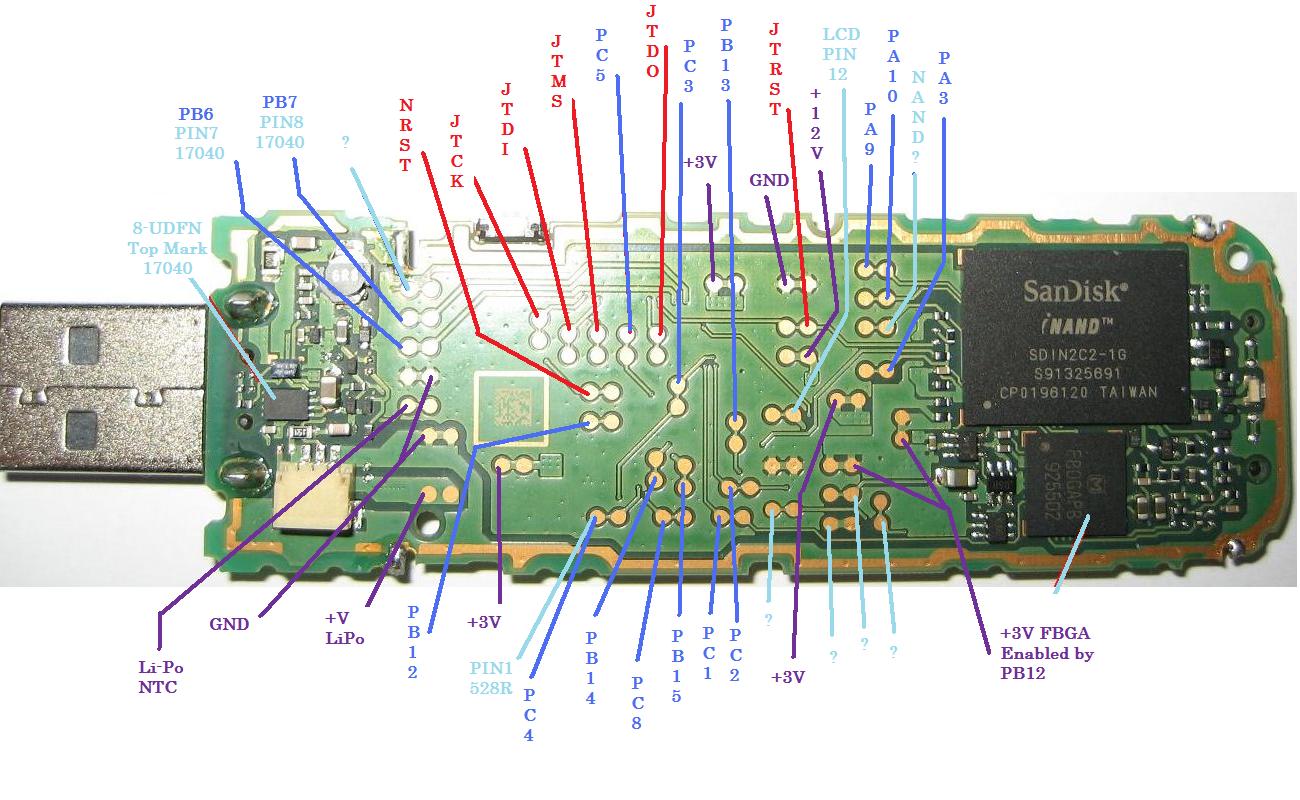 JTDO
PB13
JTRST
LCD
PIN
12
PA10
PC5
JTMS
PC3
PA3
NAND?
JTDI
+12V
NRST
PB6
PIN7
17040
PB7
PIN8
17040
?
JTCK
PA9
+3V
GND
8-UDFN
Top Mark
17040
SanDisk®
iNAND™
SDIN2C2-1G
S91325691
CP0196120 TAIWAN
Li-Po
NTC
GND
+V
LiPo
PB12
+3V
PIN1
528R
PC4
PB14
PC8
PB15
PC1
PC2
?
+3V
?
?
?
+3V FBGA
Enabled by
PB12